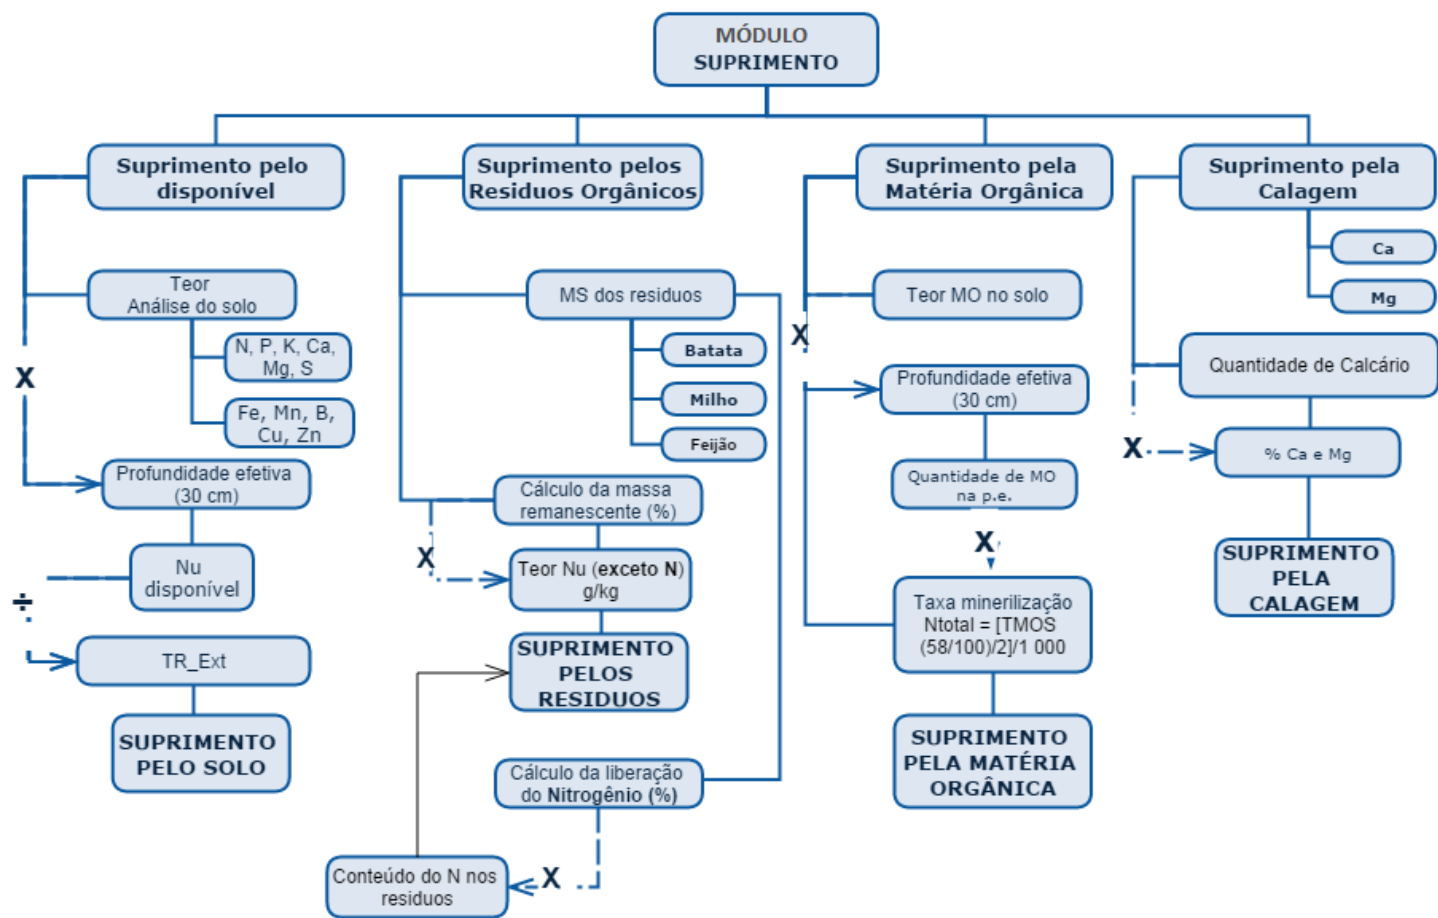 MÓDULO
SUPRIMENTO
Suprimento pelo
disponível
Teor
Análise do solo
N, P, K, Ca,
Mg, S
Fe, Mn, B,
Cu, Zn
X
Profundidade efetiva
(30 cm)
Nu
disponível
÷
TR_Ext
SUPRIMENTO
PELO SOLO
Suprimento pelos
Residuos Orgânicos
MS dos residuos
Batata
Milho
Feijão
Cálculo da massa
remanescente (%)
X
Teor Nu (exceto N)
g/kg
SUPRIMENTO
PELOS
RESIDUOS
Cálculo da liberação
do Nitrogênio (%)
X
Conteúdo do N nos
residuos
Suprimento pela
Matéria Orgânica
Teor MO no solo
X
Profundidade efetiva
(30 cm)
Quantidade de MO
na p.e.
X
Taxa minerilização
Ntotal = [TMOS
(58/100)/2]/1 000
SUPRIMENTO
PELA MATÉRIA
ORGÂNICA
Suprimento pela
Calagem
Ca
Mg
Quantidade de Calcário
X
% Ca e Mg
SUPRIMENTO
PELA
CALAGEM